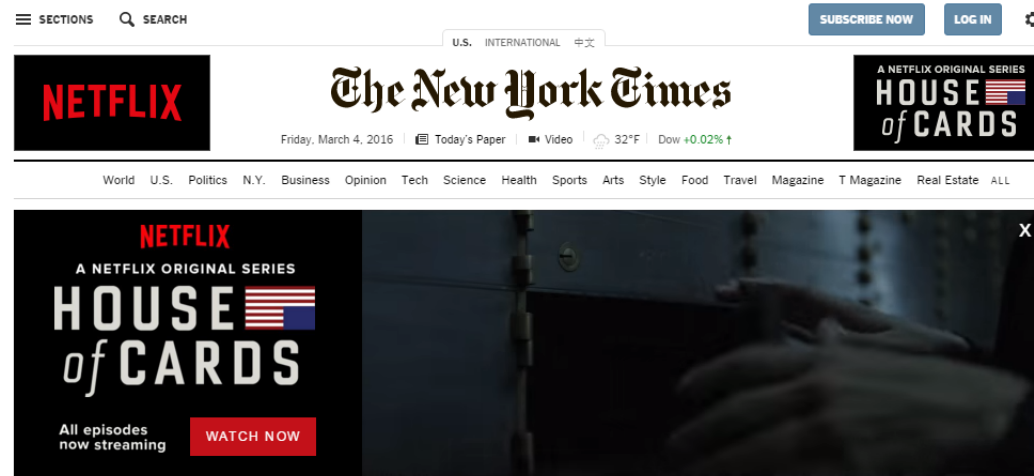 SECTIONS SEARCH SUBSCRIBE NOW LOG IN
U.S. INTERNATIONAL 中文
NETFLIX
The New York Times
A NETFLIX ORIGINAL SERIES
HOUSE
of CARDS
Friday, March 4, 2016 Today's Paper Video 32°F Dow +0.02% ↑
World U.S. Politics N.Y. Business Opinion Tech Science Health Sports Arts Style Food Travel Magazine T Magazine Real Estate ALL
X
NETFLIX
A NETFLIX ORIGINAL SERIES
HOUSE
of CARDS
All episodes
now streaming
WATCH NOW